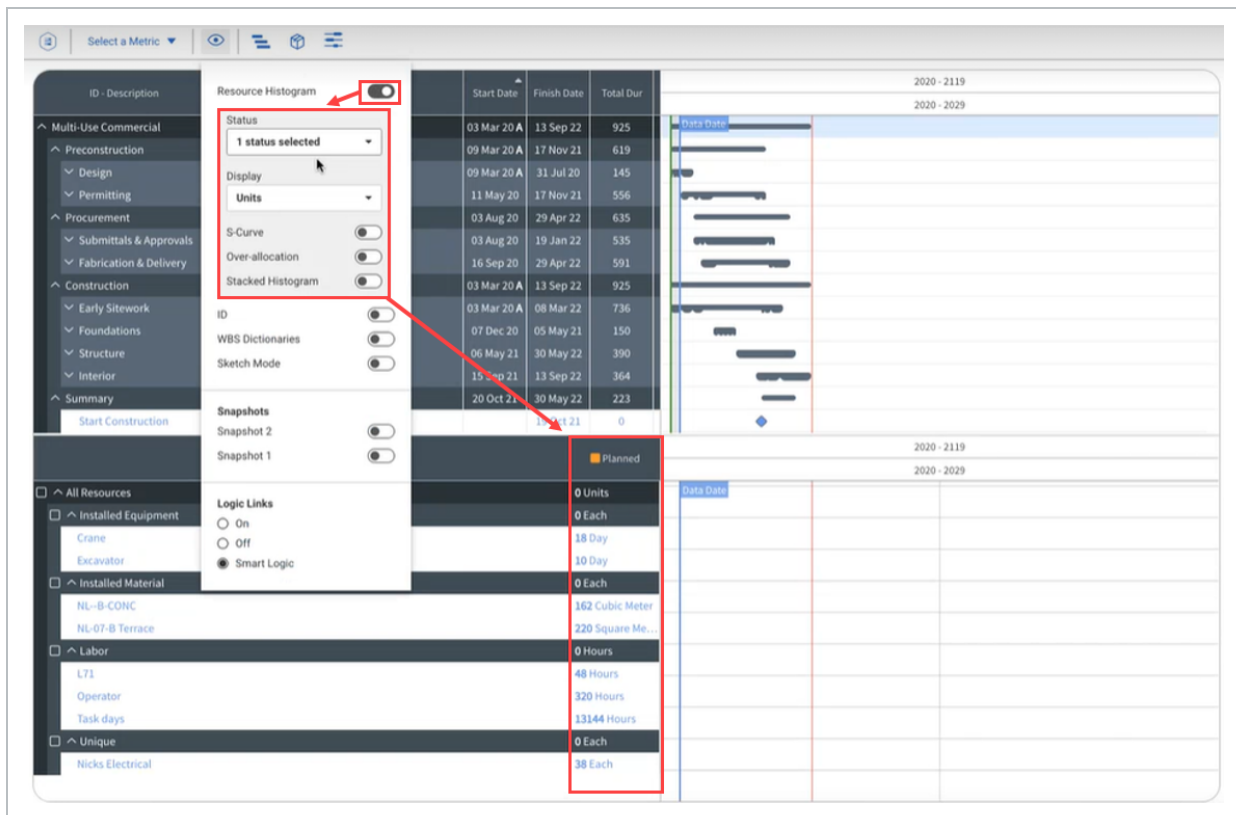 Select a Metric
ID - Description
Start Date Finish Date Total Dur
2020 - 2119
2020 - 2029
Resource Histogram
Status
1 status selected
Display
Units
S-Curve
Over-allocation
Stacked Histogram
ID
WBS Dictionaries
Sketch Mode
Snapshots
Snapshot 2
Snapshot 1
Logic Links
On
Off
Smart Logic
Multi-Use Commercial 03 Mar 20 A 13 Sep 22 925
Data Date
Preconstruction 09 Mar 20 A 17 Nov 21 619
Design 09 Mar 20 A 31 Jul 20 145
Permitting 11 May 20 17 Nov 21 556
Procurement 03 Aug 20 29 Apr 22 635
Submittals & Approvals 03 Aug 20 19 Jan 22 535
Fabrication & Delivery 16 Sep 20 29 Apr 22 591
Construction 03 Mar 20 A 13 Sep 22 925
Early Sitework 03 Mar 20 A 08 Mar 22 736
Foundations 07 Dec 20 05 May 21 150
Structure 06 May 21 30 May 22 390
Interior 15 Sep 21 13 Sep 22 364
Summary 20 Oct 21 30 May 22 223
Start Construction Oct 21 0
Planned
2020 - 2119
2020 - 2029
All Resources 0 Units
Data Date
Installed Equipment 0 Each
Crane 18 Day
Excavator 10 Day
Installed Material 0 Each
NL--B-CONC 162 Cubic Meter
NL-07-B Terrace 220 Square Me...
Labor 0 Hours
L71 48 Hours
Operator 320 Hours
Task days 13144 Hours
Unique 0 Each
Nicks Electrical 38 Each